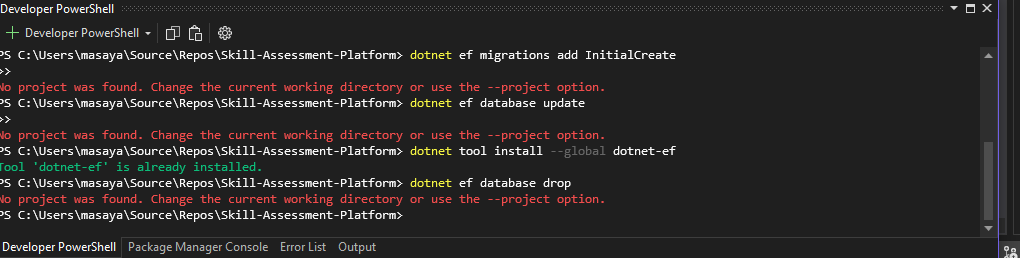 Developer PowerShell
Developer PowerShell
PS C:\Users\masaya\Source\Repos\Skill-Assessment-Platform> dotnet ef migrations add InitialCreate
>>
No project was found. Change the current working directory or use the --project option.
PS C:\Users\masaya\Source\Repos\Skill-Assessment-Platform> dotnet ef database update
>>
No project was found. Change the current working directory or use the --project option.
PS C:\Users\masaya\Source\Repos\Skill-Assessment-Platform> dotnet tool install --global dotnet-ef
Tool 'dotnet-ef' is already installed.
PS C:\Users\masaya\Source\Repos\Skill-Assessment-Platform> dotnet ef database drop
No project was found. Change the current working directory or use the --project option.
PS C:\Users\masaya\Source\Repos\Skill-Assessment-Platform>
Developer PowerShell Package Manager Console Error List Output